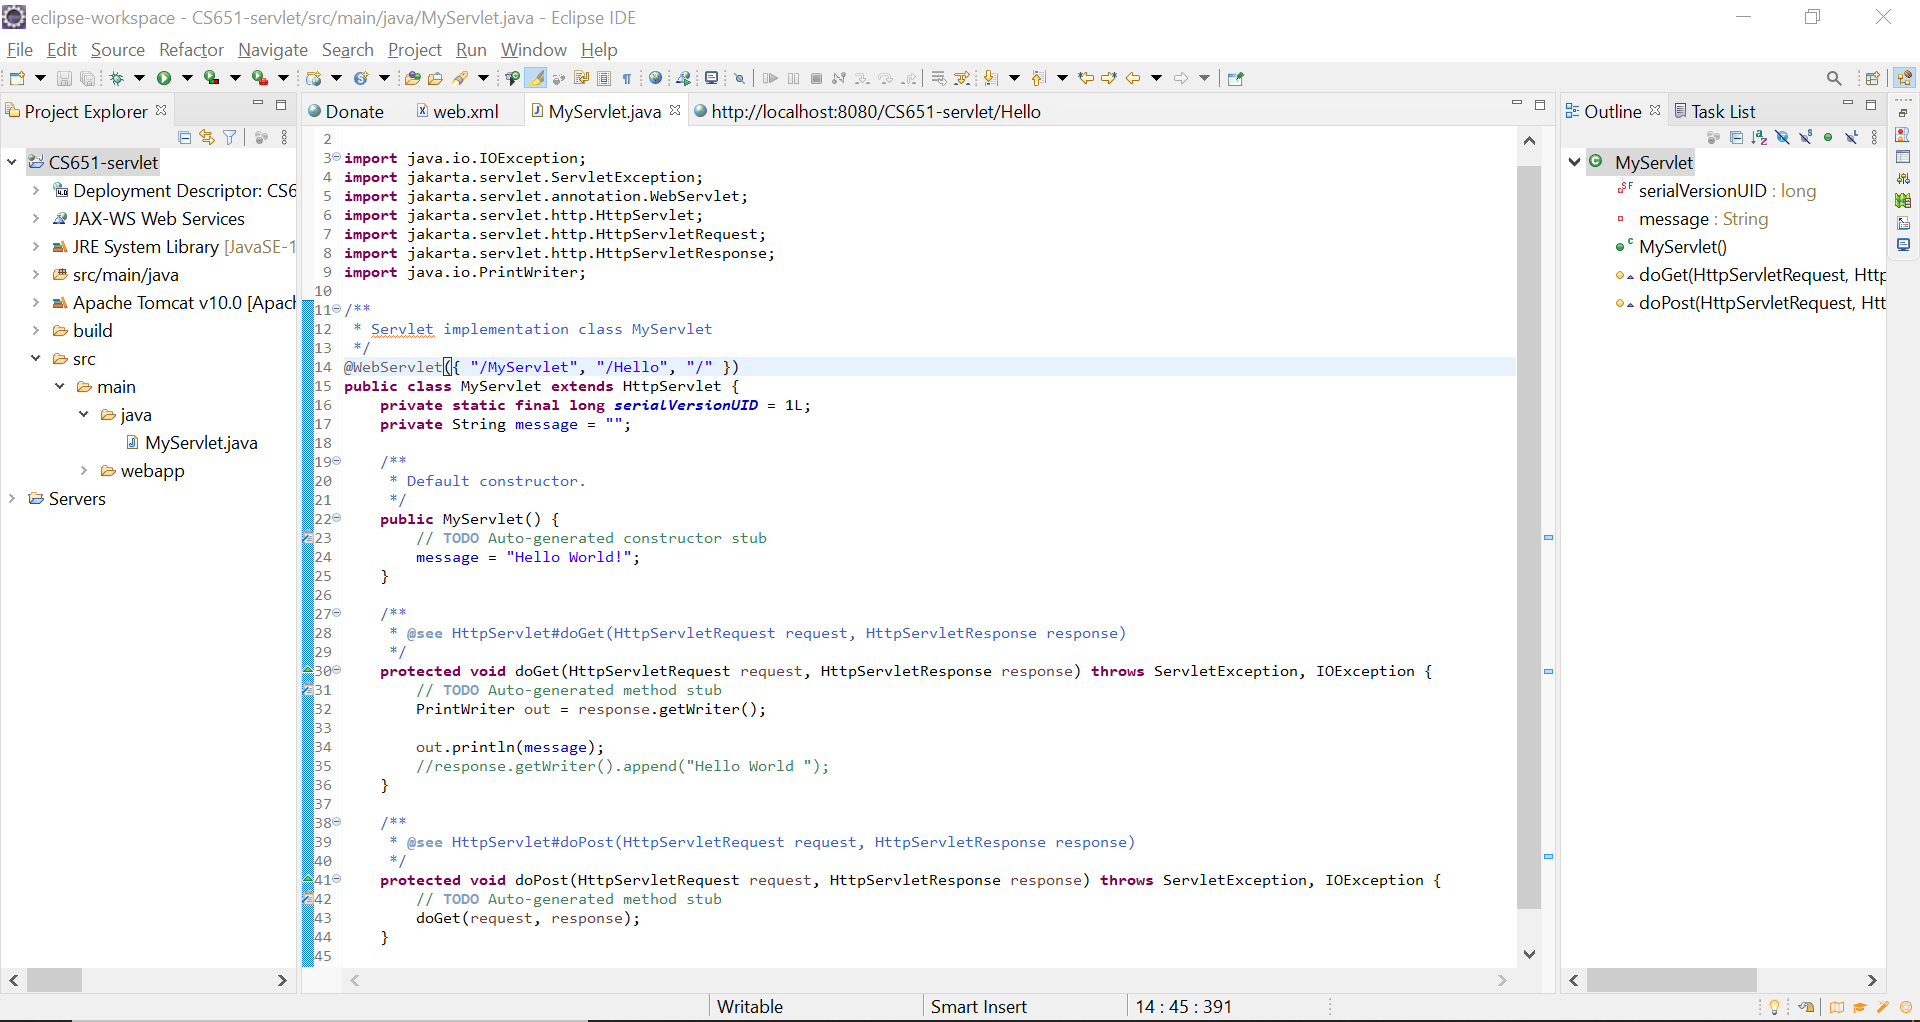 eclipse-workspace - CS651-servlet/src/main/java/MyServlet.java - Eclipse IDE
File Edit Source Refactor Navigate Search Project Run Window Help
Project Explorer
CS651-servlet
Deployment Descriptor: CS6
JAX-WS Web Services
JRE System Library [JavaSE-1
src/main/java
Apache Tomcat v10.0 [Apach
build
src
main
java
MyServlet.java
webapp
Servers
Donate web.xml MyServlet.java http://localhost:8080/CS651-servlet/Hello
2
3 import java.io.IOException;
4 import jakarta.servlet.ServletException;
5 import jakarta.servlet.annotation.WebServlet;
6 import jakarta.servlet.http.HttpServlet;
7 import jakarta.servlet.http.HttpServletRequest;
8 import jakarta.servlet.http.HttpServletResponse;
9 import java.io.PrintWriter;
10
11 /**
12 * Servlet implementation class MyServlet
13 */
14 @WebServlet({ "/MyServlet", "/Hello", "/" })
15 public class MyServlet extends HttpServlet {
16 private static final long serialVersionUID = 1L;
17 private String message = "";
18
19 /**
20 * Default constructor.
21 */
22 public MyServlet() {
23 // TODO Auto-generated constructor stub
24 message = "Hello World!";
25 }
26
27 /**
28 * @see HttpServlet#doGet(HttpServletRequest request, HttpServletResponse response)
29 */
30 protected void doGet(HttpServletRequest request, HttpServletResponse response) throws ServletException, IOException {
31 // TODO Auto-generated method stub
32 PrintWriter out = response.getWriter();
33
34 out.println(message);
35 //response.getWriter().append("Hello World ");
36 }
37
38 /**
39 * @see HttpServlet#doPost(HttpServletRequest request, HttpServletResponse response)
40 */
41 protected void doPost(HttpServletRequest request, HttpServletResponse response) throws ServletException, IOException {
42 // TODO Auto-generated method stub
43 doGet(request, response);
44 }
45
Outline Task List
MyServlet
serialVersionUID : long
message : String
MyServlet()
doGet(HttpServletRequest, Http
doPost(HttpServletRequest, Htt
Writable Smart Insert 14 : 45 : 391